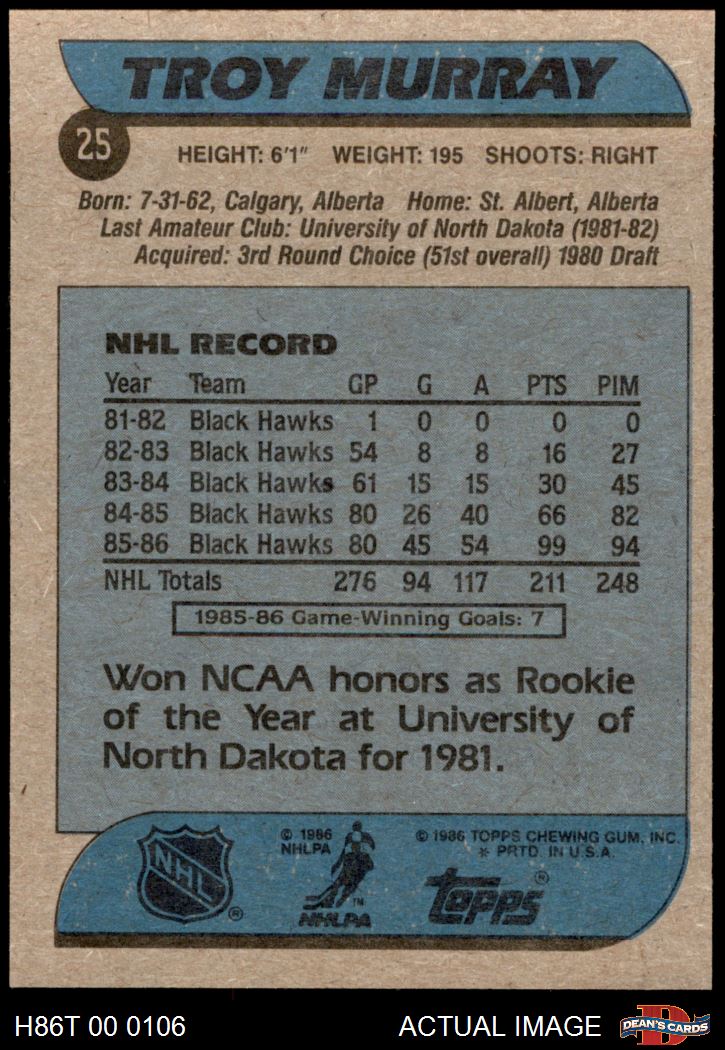 TROY MURRAY
25
HEIGHT: 6'1" WEIGHT: 195 SHOOTS: RIGHT
Born: 7-31-62, Calgary, Alberta Home: St. Albert, Alberta
Last Amateur Club: University of North Dakota (1981-82)
Acquired: 3rd Round Choice (51st overall) 1980 Draft
NHL RECORD
Year Team GP G A PTS PIM
81-82 Black Hawks 1 0 0 0 0
82-83 Black Hawks 54 8 8 16 27
83-84 Black Hawks 61 15 15 30 45
84-85 Black Hawks 80 26 40 66 82
85-86 Black Hawks 80 45 54 99 94
NHL Totals 276 94 117 211 248
1985-86 Game-Winning Goals: 7
Won NCAA honors as Rookie
of the Year at University of
North Dakota for 1981.
NHL ®
© 1986
NHLPA
TM
NHLPA
© 1986 TOPPS CHEWING GUM, INC.
* PRTD. IN U.S.A.
topps ®
H86T 00 0106
ACTUAL IMAGE
D
DEAN'S CARDS